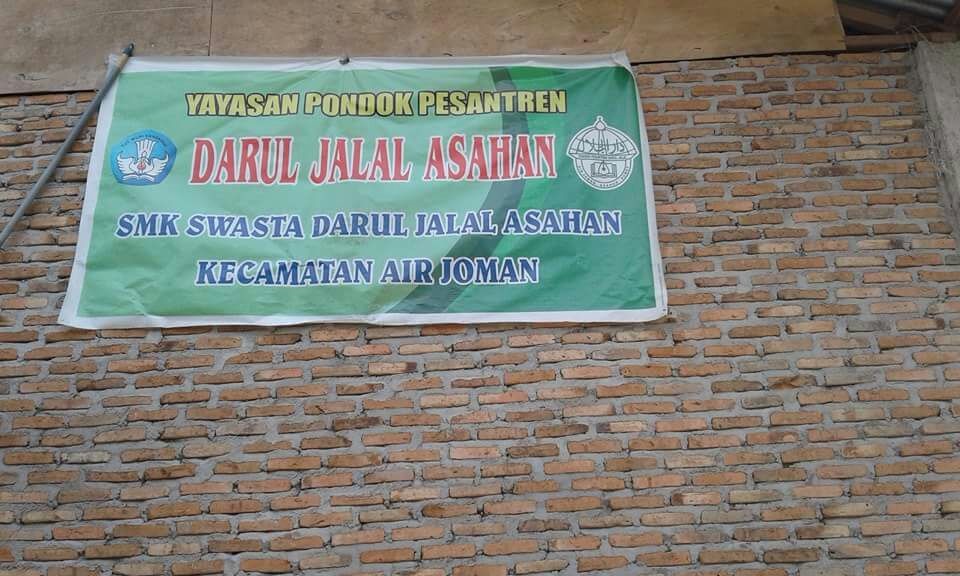 YAYASAN PONDOK PESANTREN
DARUL JALAL ASAHAN
SMK SWASTA DARUL JALAL ASAHAN
KECAMATAN AIR JOMAN